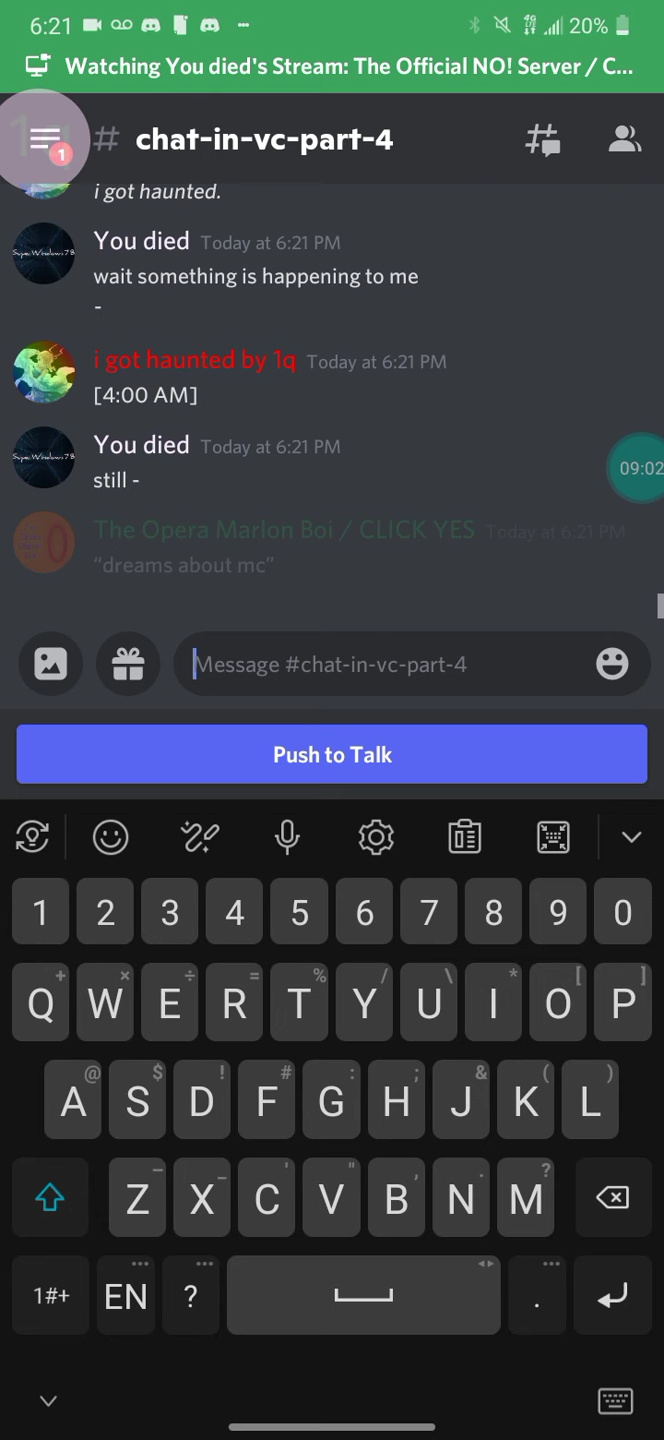 6:21
20%
Watching You died's Stream: The Official NO! Server / C...
1
# chat-in-vc-part-4
i got haunted.
You died Today at 6:21 PM
wait something is happening to me
-
i got haunted by 1q Today at 6:21 PM
[4:00 AM]
You died Today at 6:21 PM
still -
09:02
The Opera Marlon Boi / CLICK YES Today at 6:21 PM
“dreams about mc”
Message #chat-in-vc-part-4
Push to Talk
1 2 3 4 5 6 7 8 9 0
+ × ÷ = % / \ * [ ]
Q W E R T Y U I O P
@ $ ! # : ; & ( )
A S D F G H J K L
- _ ' " , . ?
Z X C V B N M
1#+ EN ? .